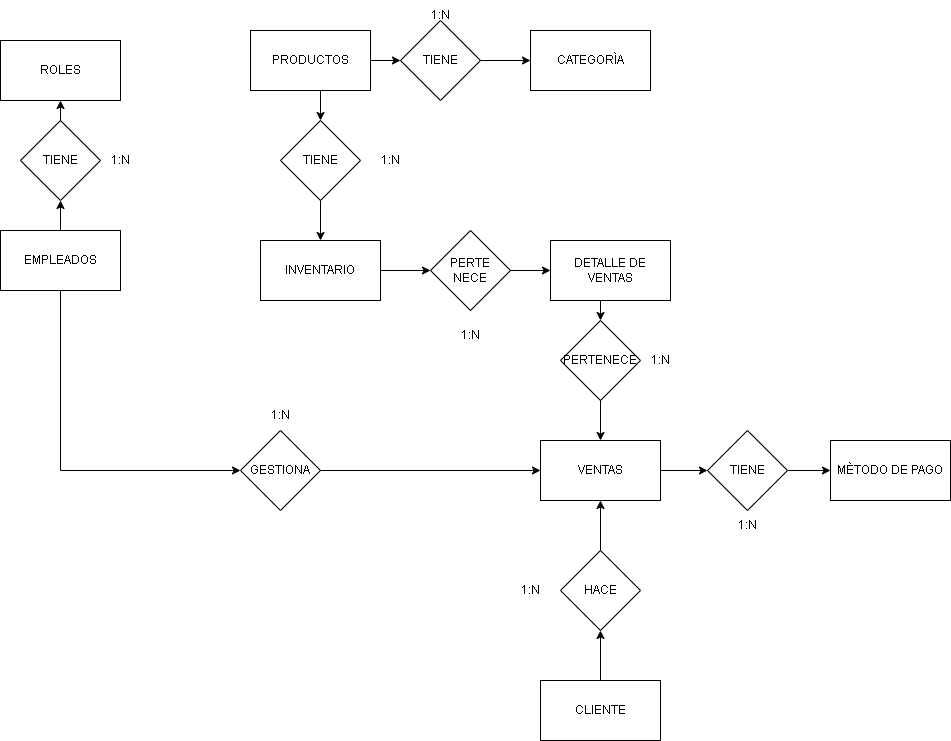 1:N
PRODUCTOS
TIENE
CATEGORÌA
ROLES
TIENE
1:N
TIENE
1:N
EMPLEADOS
INVENTARIO
PERTE
NECE
DETALLE DE
VENTAS
1:N
PERTENECE
1:N
1:N
GESTIONA
VENTAS
TIENE
MÈTODO DE PAGO
1:N
1:N
HACE
CLIENTE